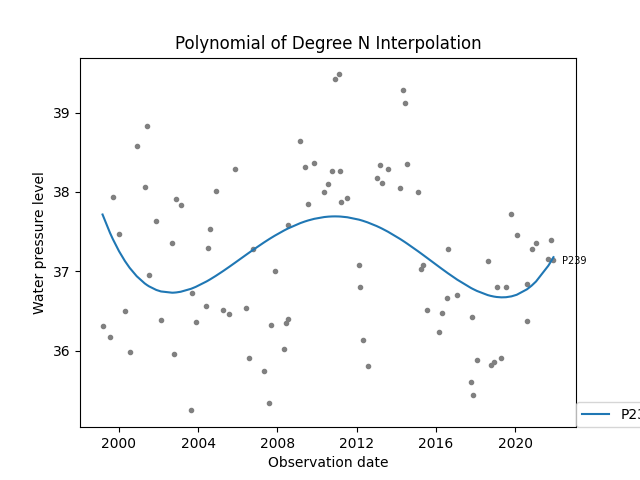 Polynomial of Degree N Interpolation
Water pressure level
39
38
37
36
P239
2000
2004
2008
2012
2016
2020
Observation date